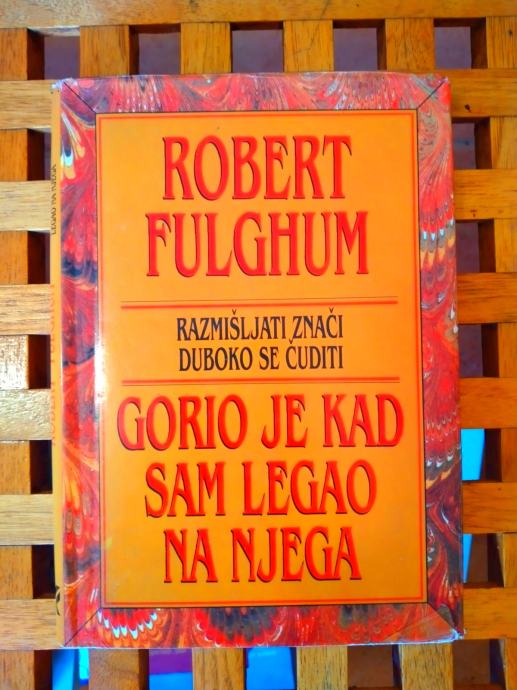 ROBERT
FULGHUM
RAZMIŠLJATI ZNAČI
DUBOKO SE ČUDITI
GORIO JE KAD
SAM LEGAO
NA NJEGA